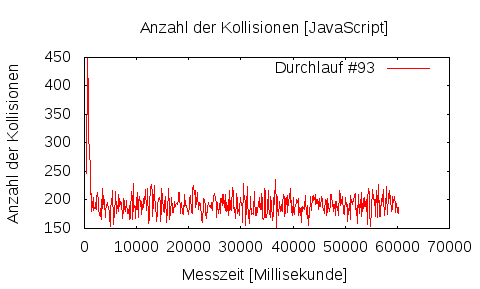 Anzahl der Kollisionen [JavaScript]
Durchlauf #93
Anzahl der Kollisionen
450
400
350
300
250
200
150
0 10000 20000 30000 40000 50000 60000 70000
Messzeit [Millisekunde]